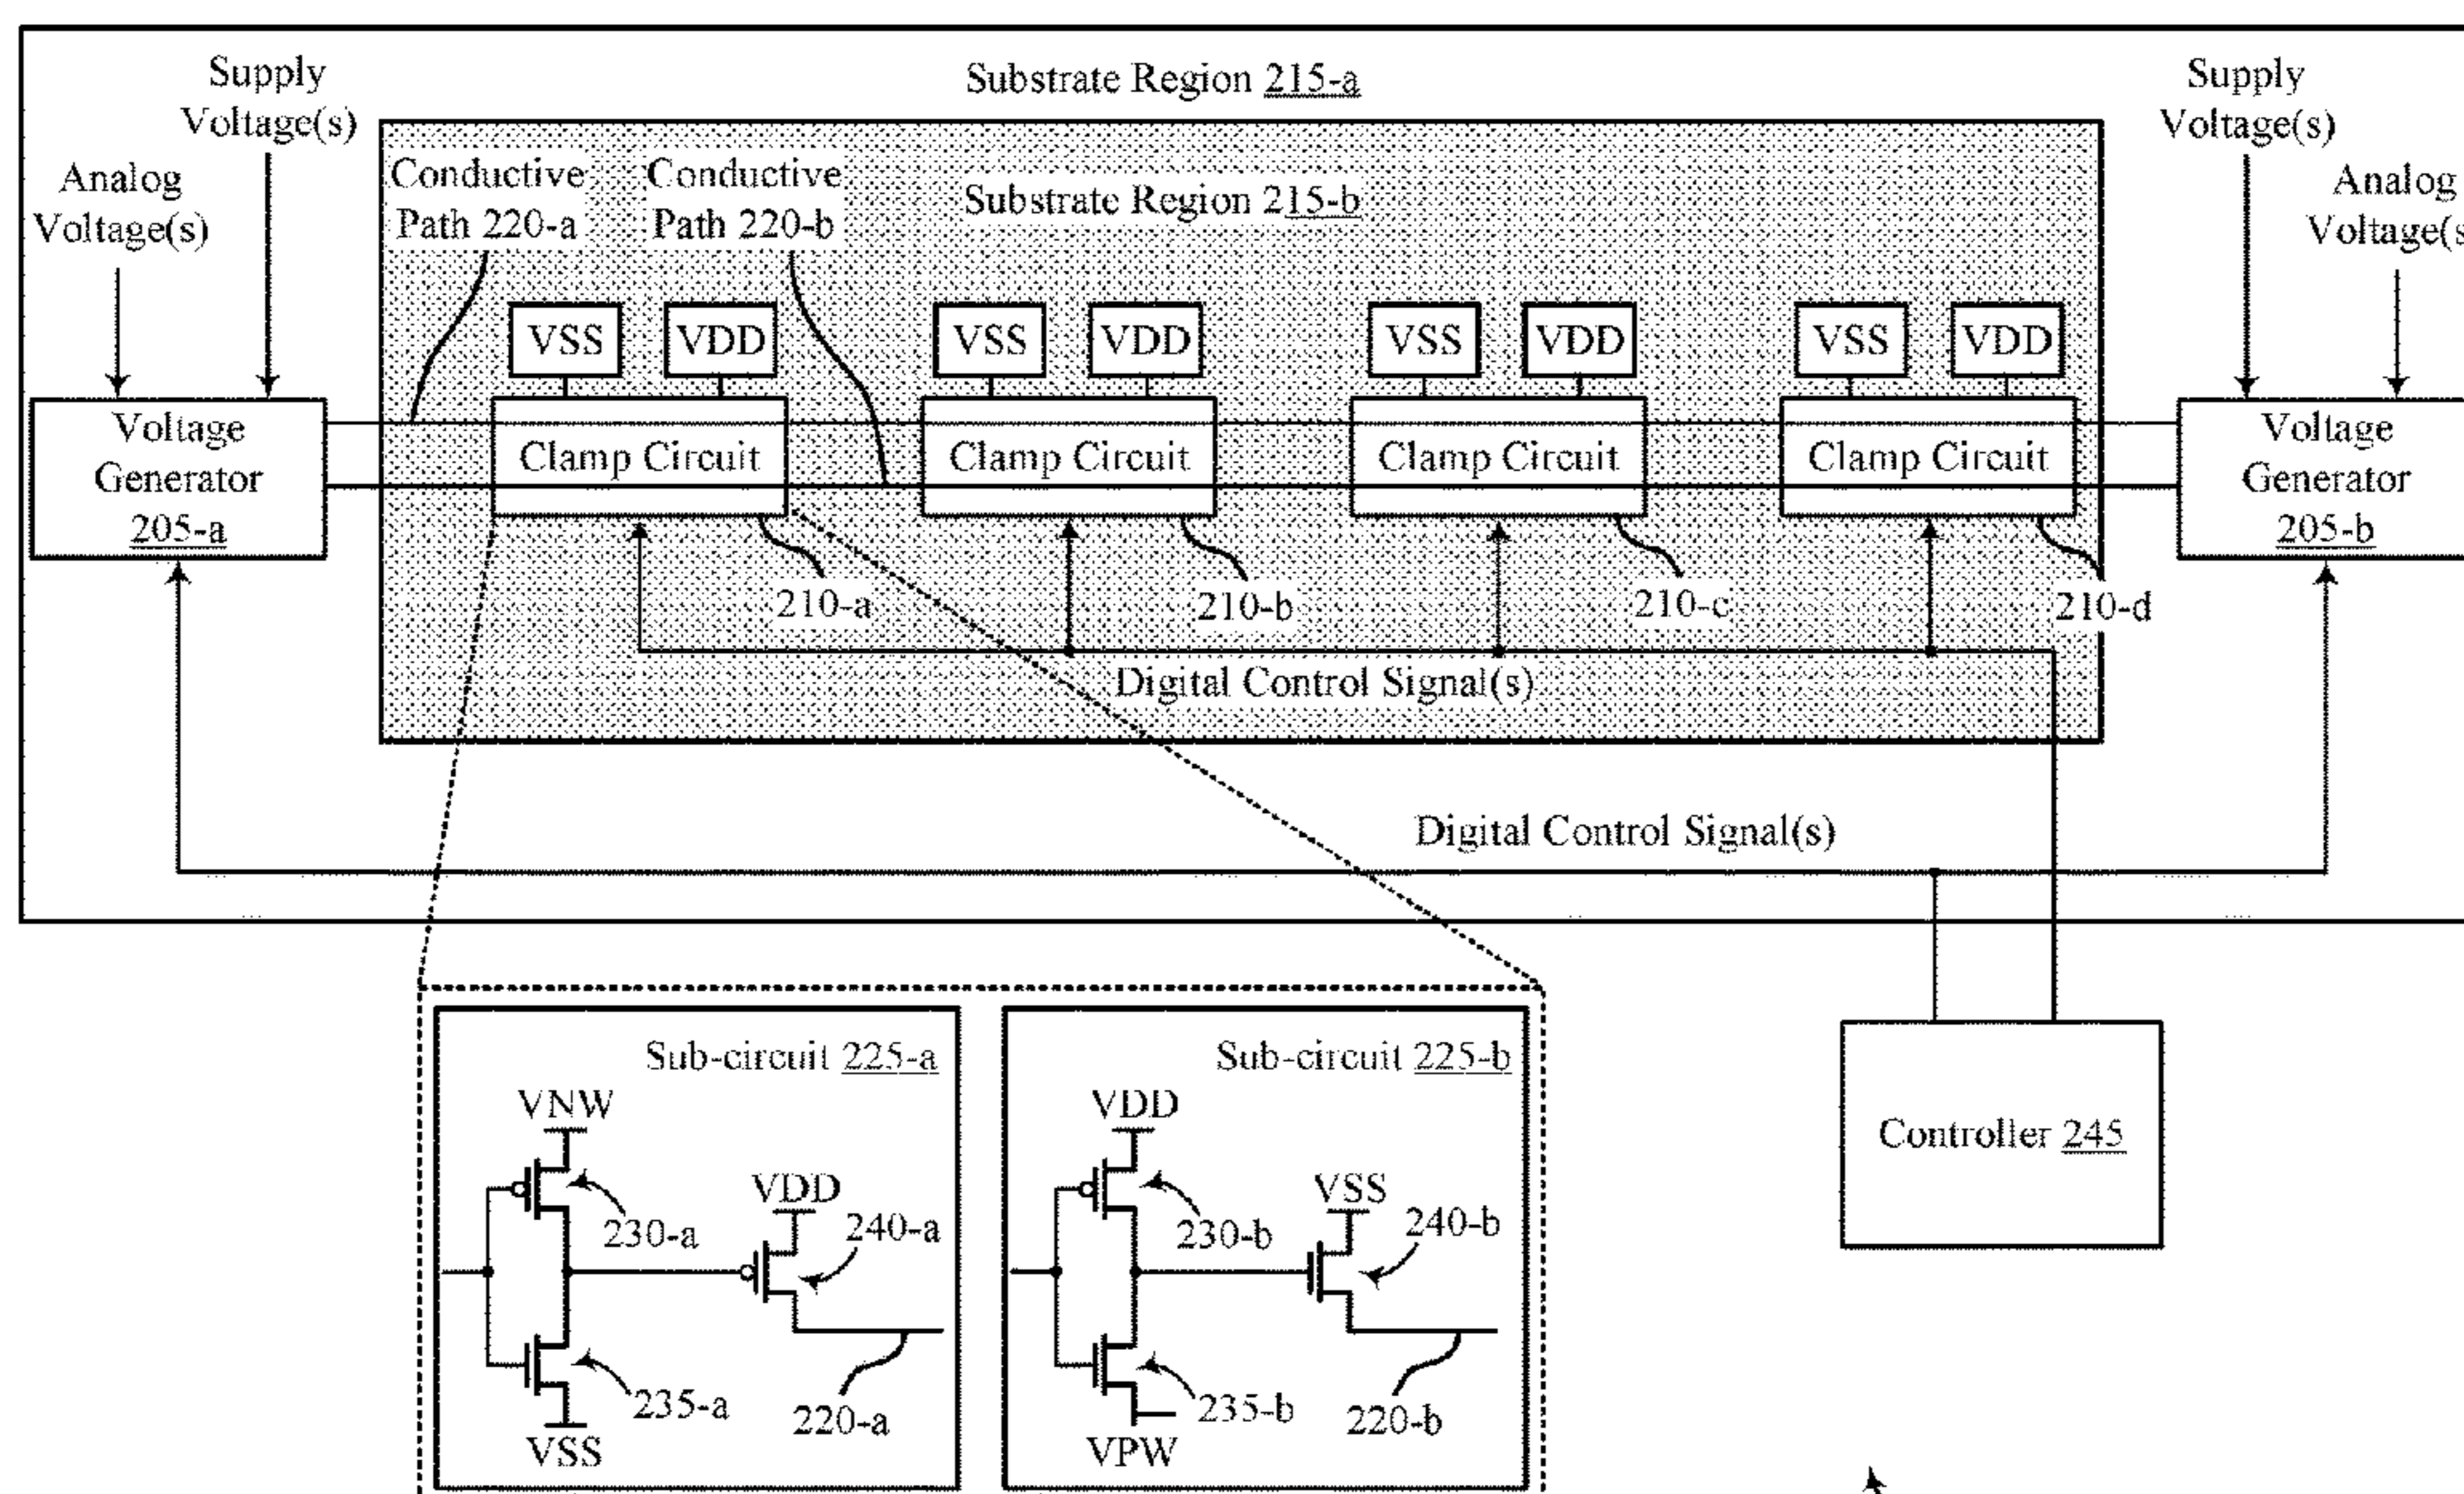 Substrate Region 215-a
Supply
Voltage(s)
Analog
Voltage(s)
Supply
Voltage(s)
Analog
Voltage(s
Conductive
Path 220-a
Conductive
Path 220-b
Substrate Region 215-b
VSS
VDD
VSS
VDD
VSS
VDD
VSS
VDD
Voltage
Generator
205-a
Clamp Circuit
Clamp Circuit
Clamp Circuit
Clamp Circuit
Voltage
Generator
205-b
210-a
210-b
210-c
210-d
Digital Control Signal(s)
Digital Control Signal(s)
Sub-circuit 225-a
VNW
230-a
VDD
240-a
235-a
220-a
VSS
Sub-circuit 225-b
VDD
230-b
VSS
240-b
235-b
220-b
VPW
Controller 245